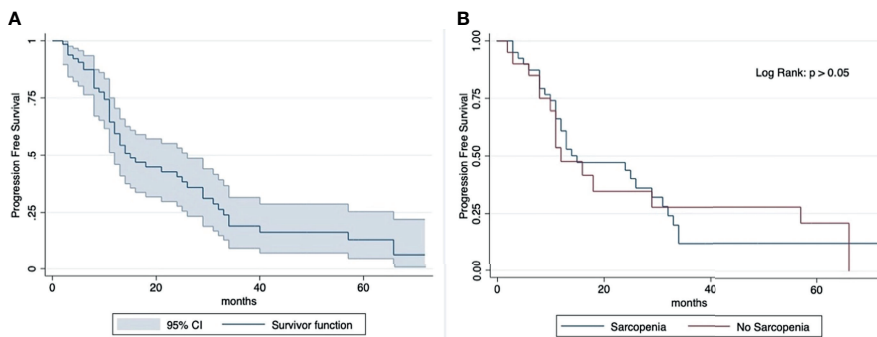 A
Progression Free Survival
1
.75
.5
.25
0
0
20
40
60
months
95% CI
Survivor function
B
Progression Free Survival
1.00
0.75
0.50
0.25
0.00
Log Rank: p > 0.05
0
20
40
60
months
Sarcopenia
No Sarcopenia